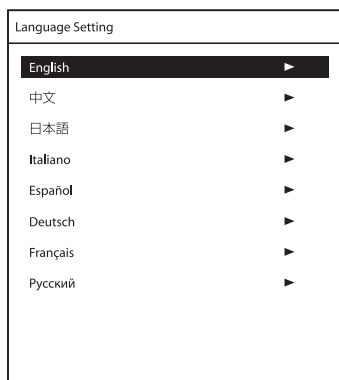 Language Setting
English
中文
日本語
Italiano
Español
Deutsch
Français
Русский